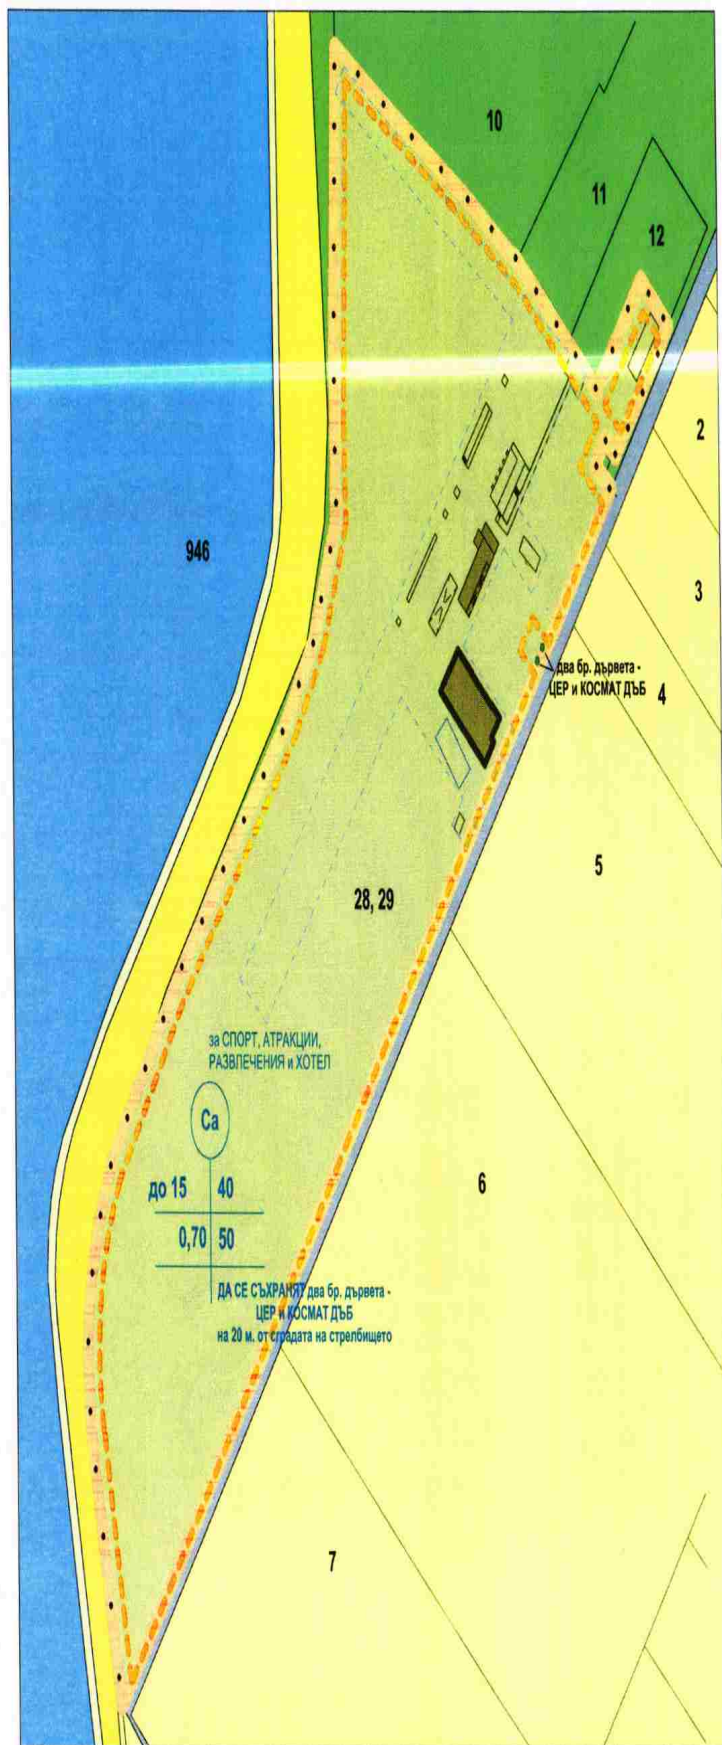 10
11
12
2
946
3
два бр. дървета -
ЦЕР и КОСМАТ ДЪБ
4
5
28, 29
за СПОРТ, АТРАКЦИИ,
РАЗВЛЕЧЕНИЯ и ХОТЕЛ
Са
6
до 15 40
0,70 50
ДА СЕ СЪХРАНЯТ два бр. дървета -
ЦЕР и КОСМАТ ДЪБ
на 20 м. от сградата на стрелбището
7